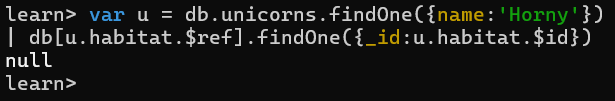 learn> var u = db.unicorns.findOne({name:'Horny'})
| db[u.habitat.$ref].findOne({_id:u.habitat.$id})
null
learn>